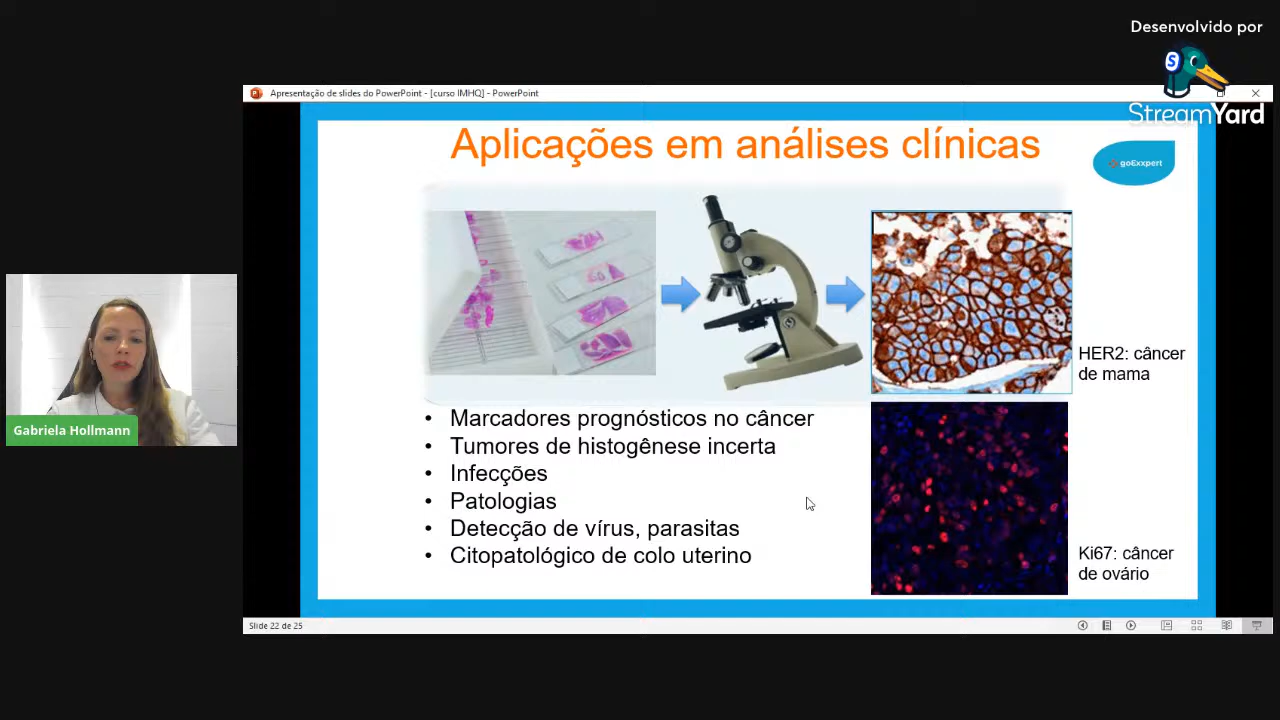 Desenvolvido por
S
StreamYard
Apresentação de slides do PowerPoint - [curso IMHQ] - PowerPoint
Aplicações em análises clínicas
goExxpert
HER2: câncer
de mama
Gabriela Hollmann
• Marcadores prognósticos no câncer
• Tumores de histogênese incerta
• Infecções
• Patologias
• Detecção de vírus, parasitas
• Citopatológico de colo uterino
Ki67: câncer
de ovário
Slide 22 de 25